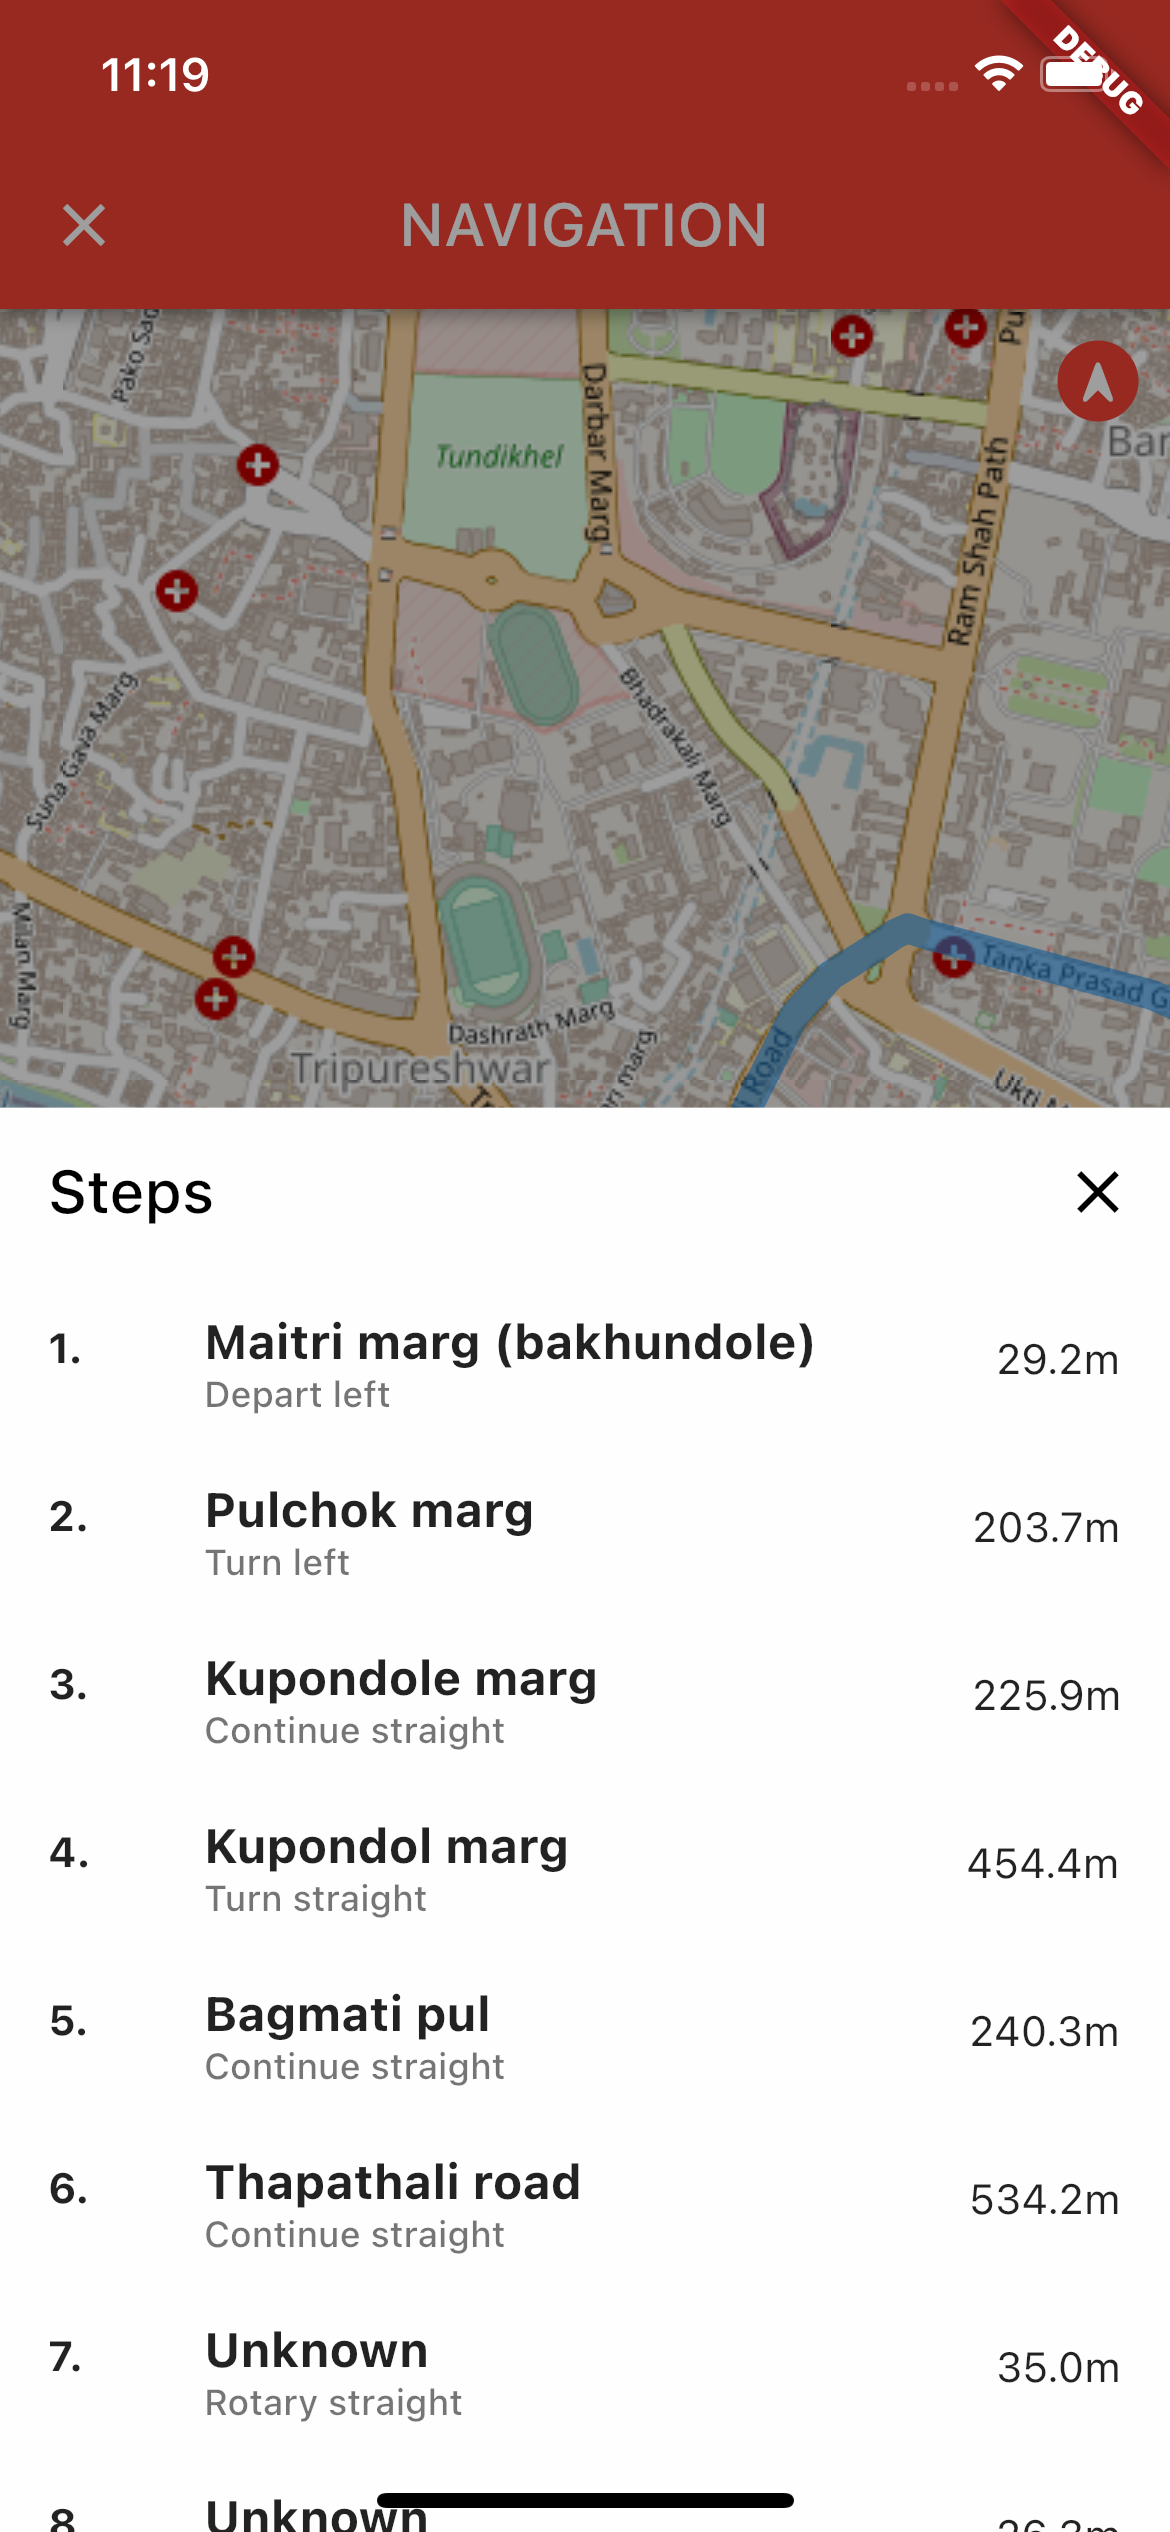 11:19
DEBUG
NAVIGATION
Pako Sad
Pu
Darbar Marg
Tundikhel
Bar
Ram Shah Path
Suna Gava Marg
Bhadrakali Marg
Milan Marg
Tanka Prasad G
Dashrath Marg
Tripureshwar
ori marg
Road
Ukti M
Steps
1.
Maitri marg (bakhundole)
29.2m
Depart left
2.
Pulchok marg
203.7m
Turn left
3.
Kupondole marg
225.9m
Continue straight
4.
Kupondol marg
454.4m
Turn straight
5.
Bagmati pul
240.3m
Continue straight
6.
Thapathali road
534.2m
Continue straight
7.
Unknown
35.0m
Rotary straight
8
Unknown
26.3m